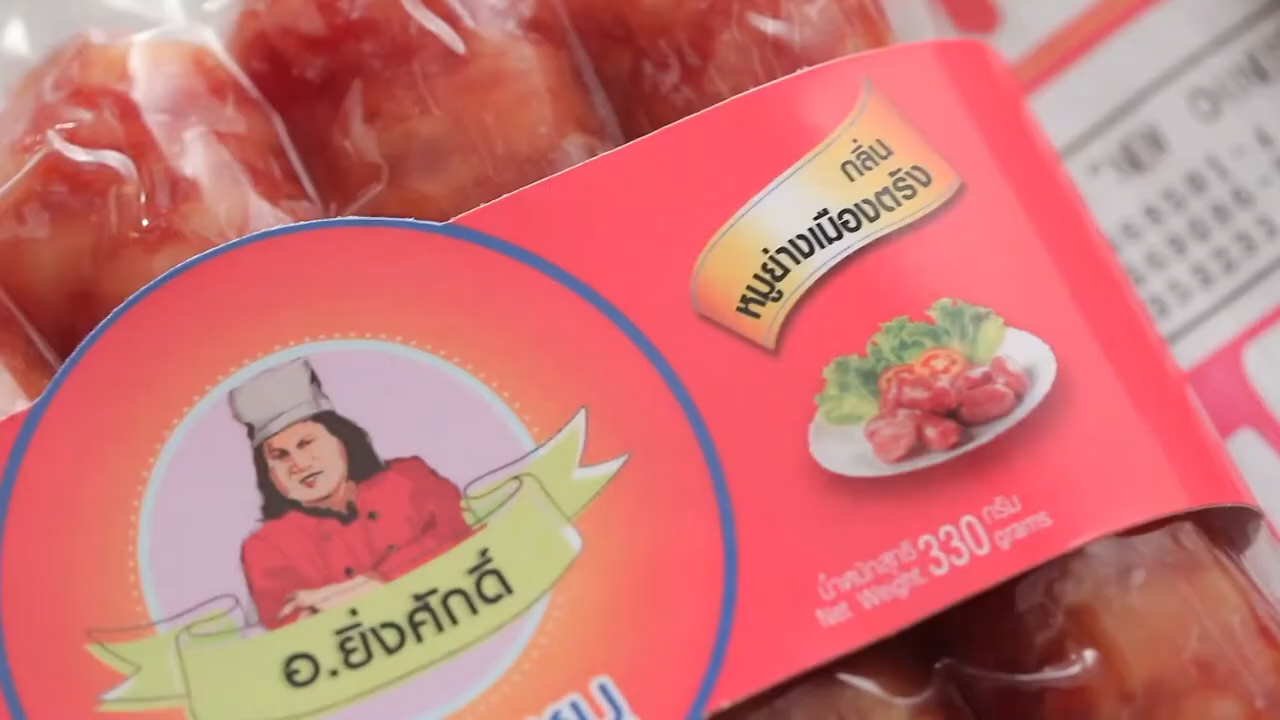 กลิ่น
หมูย่างเมืองตรัง
อ.ยิ่งศักดิ์
น้ำหนักสุทธิ 330 กรัม
Net Weight grams